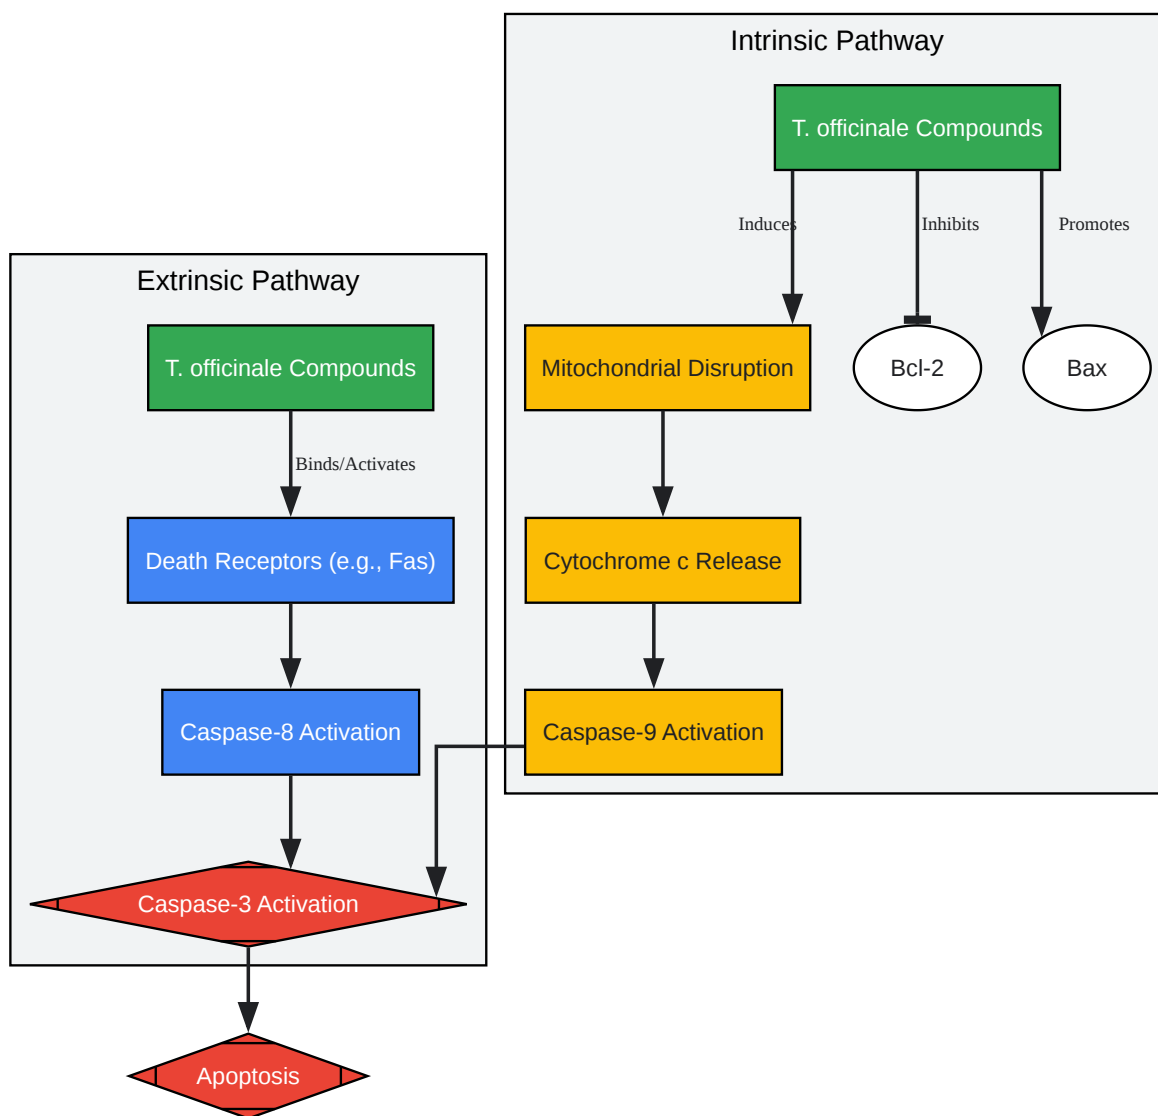 Intrinsic Pathway
T. officinale Compounds
Induces
Inhibits
Promotes
Mitochondrial Disruption
Bcl-2
Bax
Cytochrome c Release
Caspase-9 Activation
Extrinsic Pathway
T. officinale Compounds
Binds/Activates
Death Receptors (e.g., Fas)
Caspase-8 Activation
Caspase-3 Activation
Apoptosis